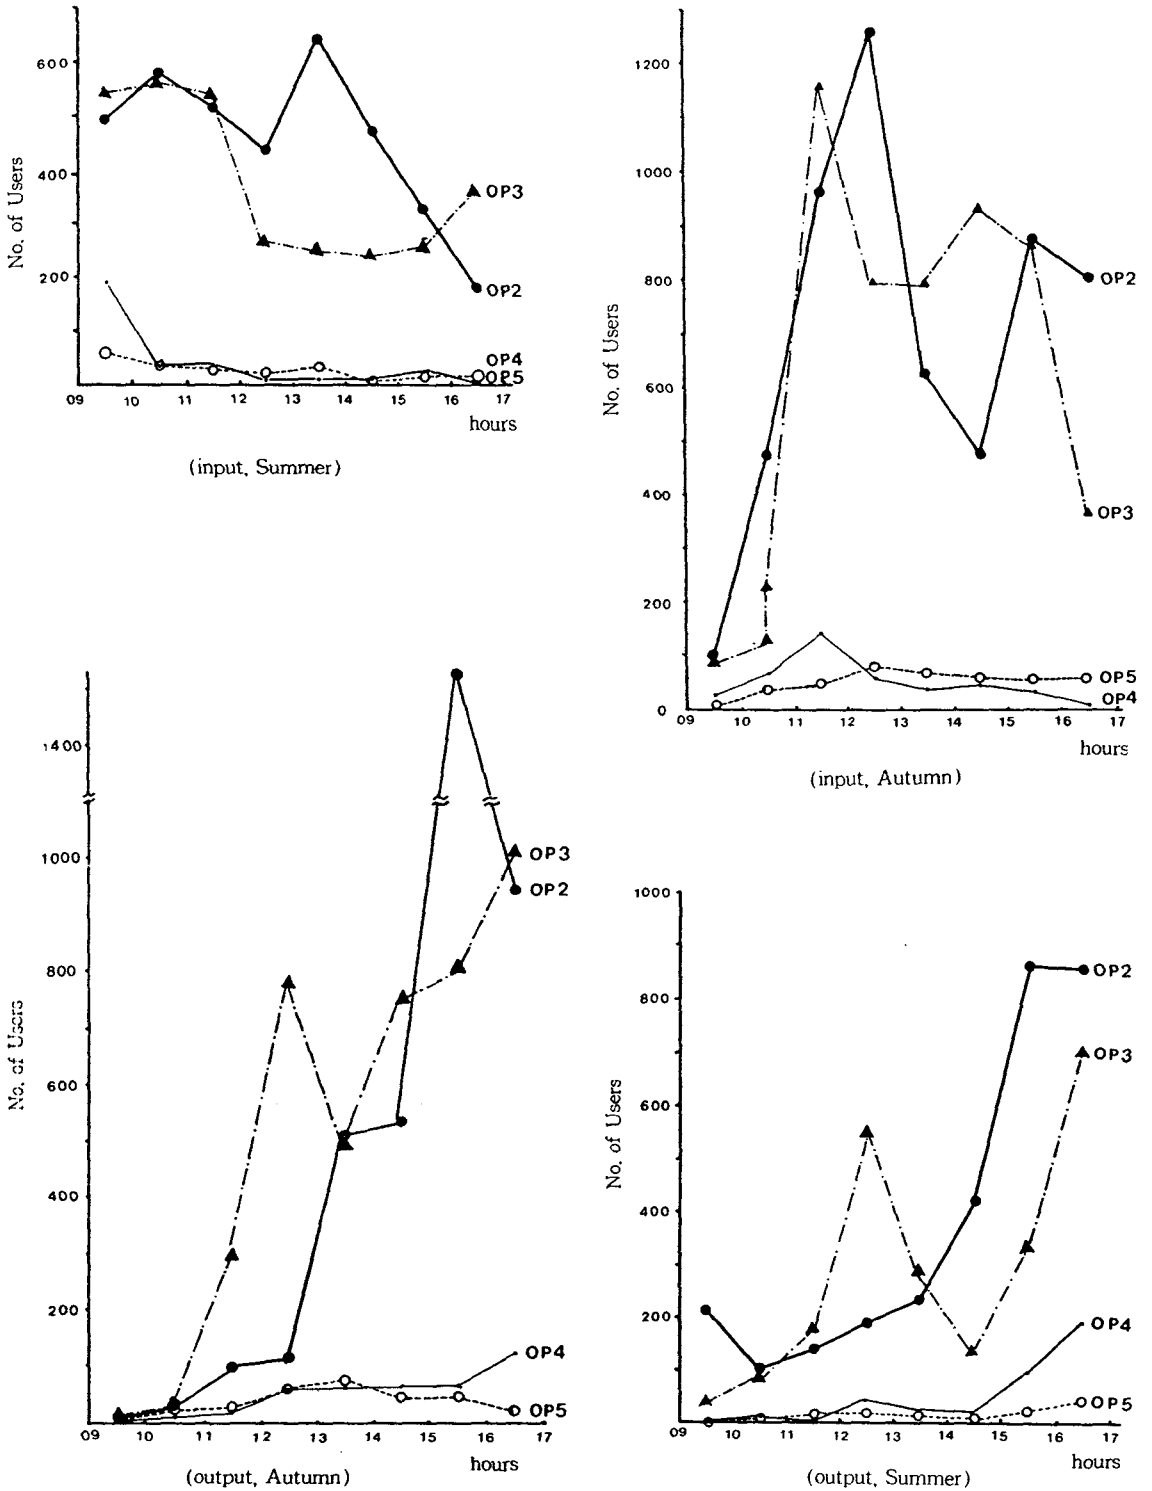 600
400
200
No. of Users
OP3
OP2
OP4
OP5
09 10 11 12 13 14 15 16 17
hours
(input, Summer)
1200
1000
800
600
400
200
0
No. of Users
OP2
OP3
OP5
OP4
09 10 11 12 13 14 15 16 17
hours
(input, Autumn)
1400
1000
800
600
400
200
No. of Users
OP3
OP2
OP4
OP5
09 10 11 12 13 14 15 16 17
hours
(output, Autumn)
1000
800
600
400
200
0
No. of Users
OP2
OP3
OP4
OP5
09 10 11 12 13 14 15 16 17
hours
(output, Summer)